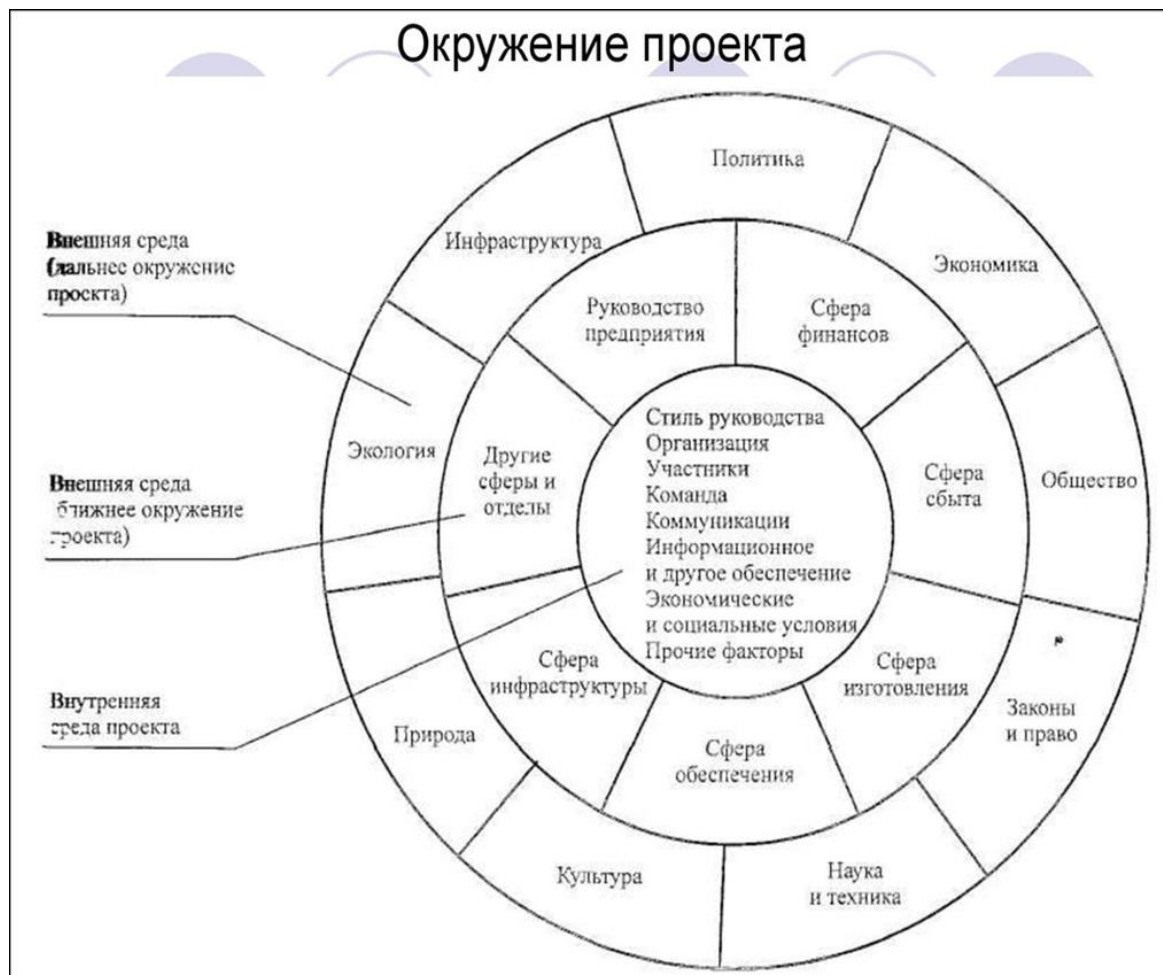 Окружение проекта
Политика
Инфраструктура
Экономика
Внешняя среда
(дальнее окружение
проекта)
Руководство
предприятия
Сфера
финансов
Стиль руководства
Организация
Участники
Команда
Коммуникации
Информационное
и другое обеспечение
Экономические
и социальные условия
Прочие факторы
Экология
Другие
сферы и
отделы
Сфера
сбыта
Общество
Внешняя среда
ближнее окружение
проекта)
Сфера
инфраструктуры
Сфера
изготовления
Внутренняя
среда проекта
Природа
Сфера
обеспечения
Законы
и право
Культура
Наука
и техника